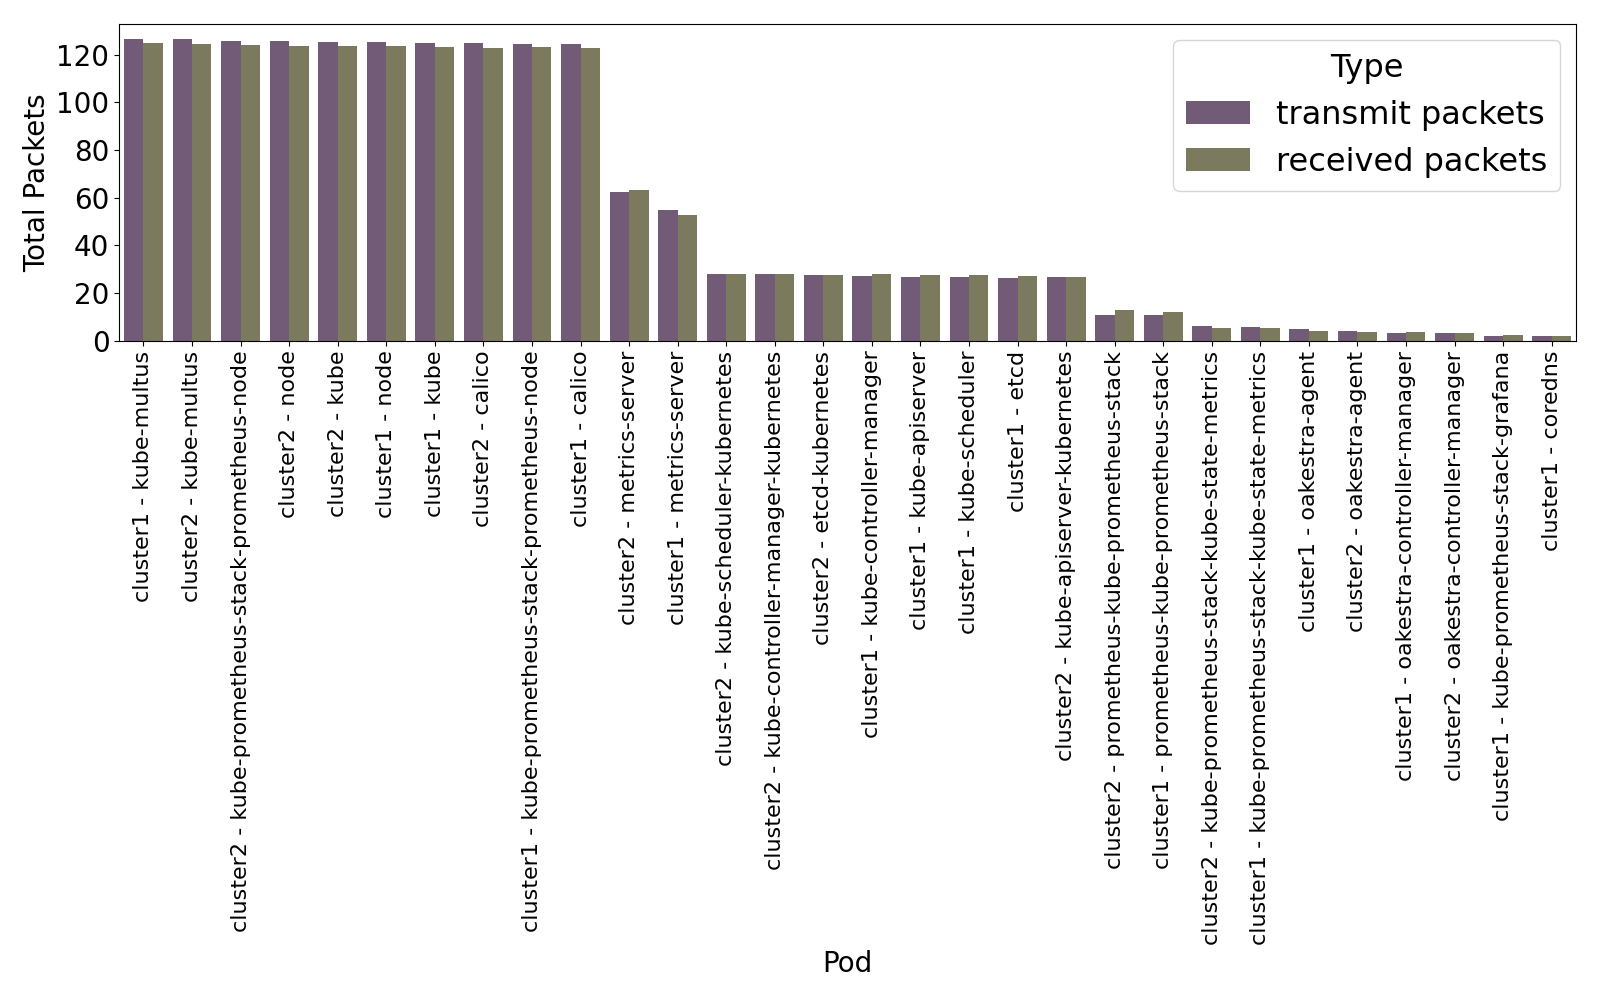 Total Packets
120
100
80
60
40
20
0
Type
transmit packets
received packets
cluster1 - kube-multus
cluster2 - kube-multus
cluster2 - kube-prometheus-stack-prometheus-node
cluster2 - node
cluster2 - kube
cluster1 - node
cluster1 - kube
cluster2 - calico
cluster1 - kube-prometheus-stack-prometheus-node
cluster1 - calico
cluster2 - metrics-server
cluster1 - metrics-server
cluster2 - kube-scheduler-kubernetes
cluster2 - kube-controller-manager-kubernetes
cluster2 - etcd-kubernetes
cluster1 - kube-controller-manager
cluster1 - kube-apiserver
cluster1 - kube-scheduler
cluster1 - etcd
cluster2 - kube-apiserver-kubernetes
cluster2 - prometheus-kube-prometheus-stack
cluster1 - prometheus-kube-prometheus-stack
cluster2 - kube-prometheus-stack-kube-state-metrics
cluster1 - kube-prometheus-stack-kube-state-metrics
cluster1 - oakestra-agent
cluster2 - oakestra-agent
cluster1 - oakestra-controller-manager
cluster2 - oakestra-controller-manager
cluster1 - kube-prometheus-stack-grafana
cluster1 - coredns
Pod